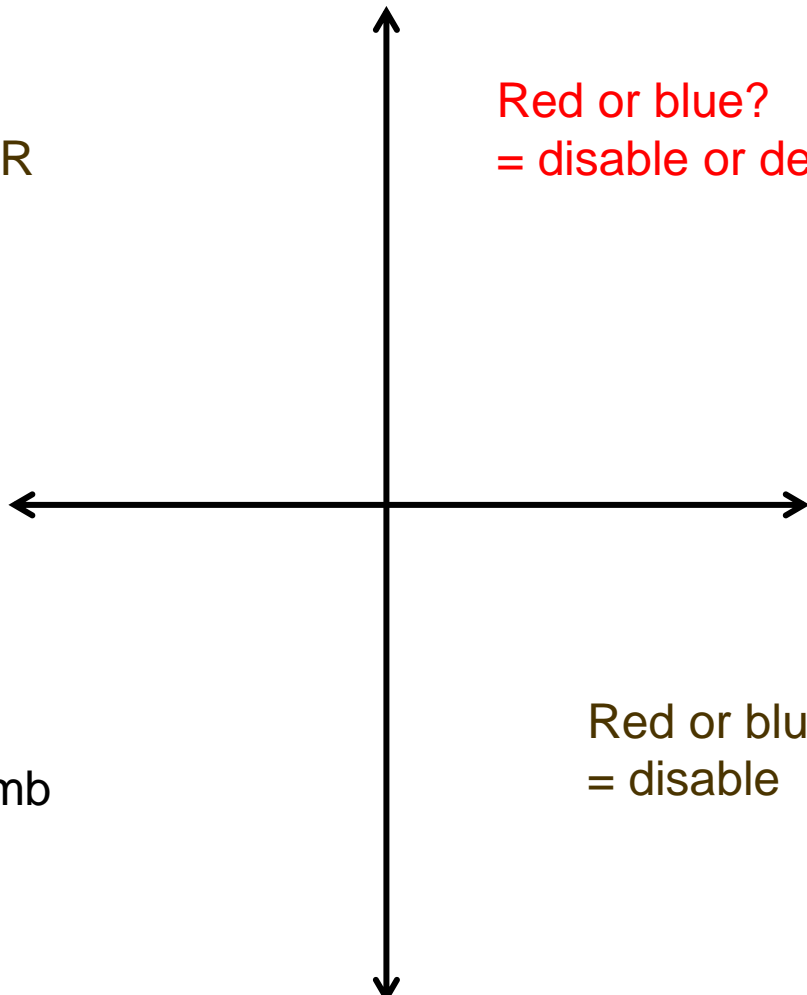 Red or blue?
R
= disable or de
Red or blu
= disable
mb